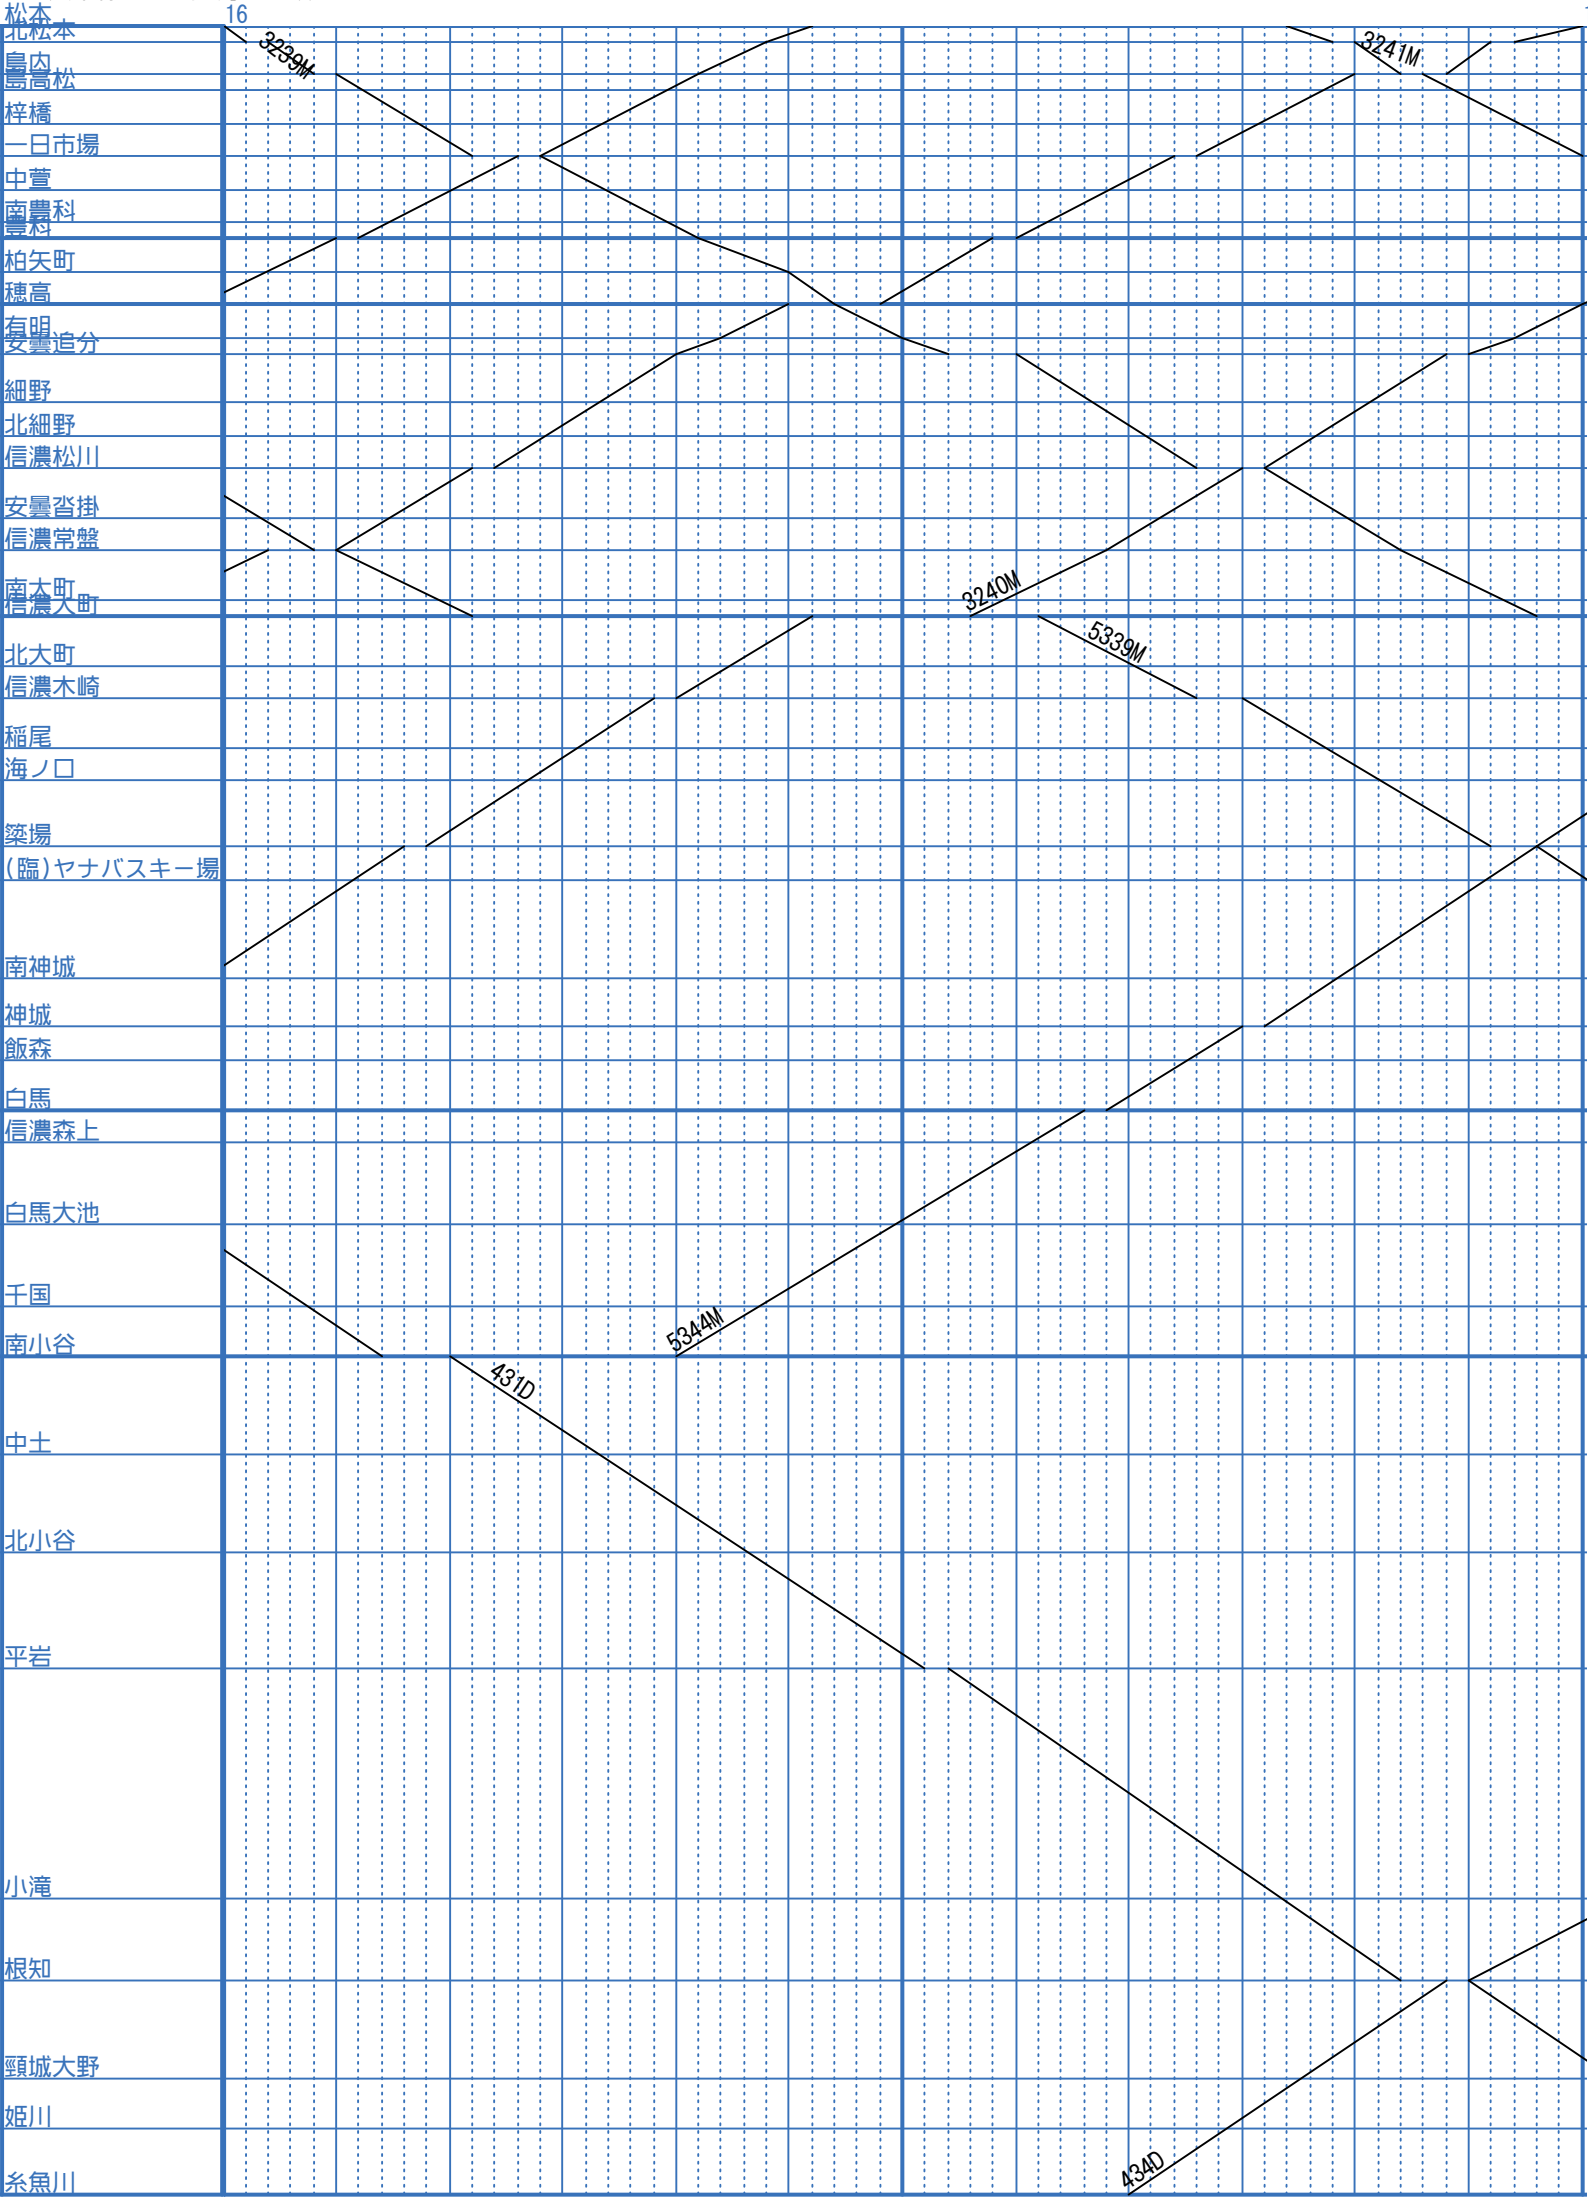 松本
16
北松本
島内
島高松
梓橋
一日市場
中萱
南豊科
豊科
柏矢町
穂高
有明
安曇追分
細野
北細野
信濃松川
安曇沓掛
信濃常盤
南大町
信濃大町
北大町
信濃木崎
稲尾
海ノ口
簗場
(臨)ヤナバスキー場
南神城
神城
飯森
白馬
信濃森上
白馬大池
千国
南小谷
中土
北小谷
平岩
小滝
根知
頸城大野
姫川
糸魚川
3239M
3241M
3240M
5339M
5344M
431D
434D